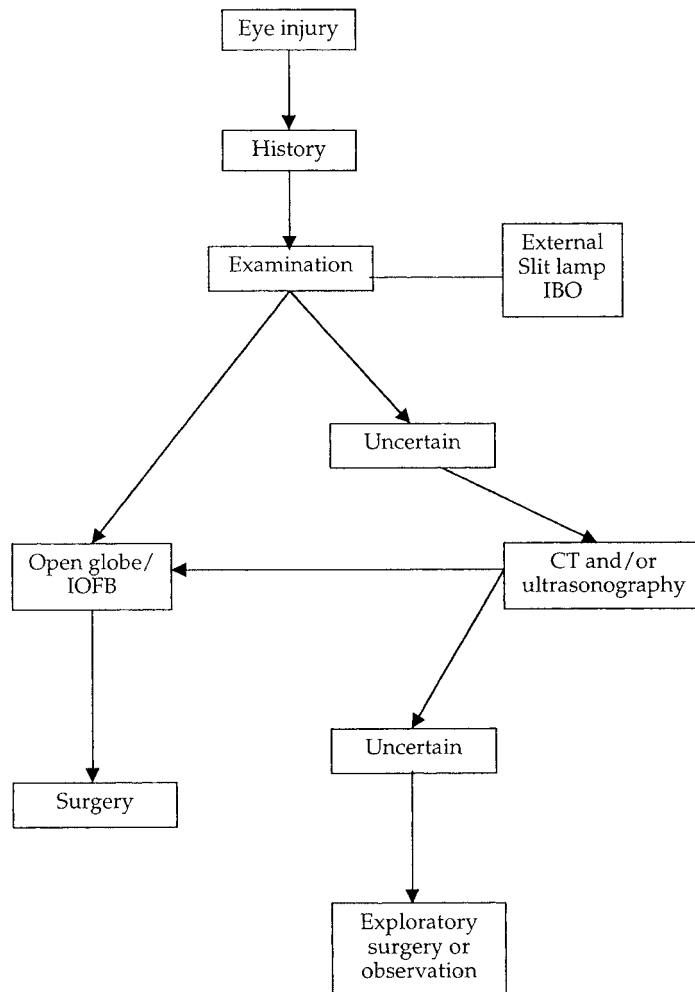 Eye injury
History
Examination
External
Slit lamp
IBO
Uncertain
Open globe/
IOFB
CT and/or
ultrasonography
Uncertain
Surgery
Exploratory
surgery or
observation